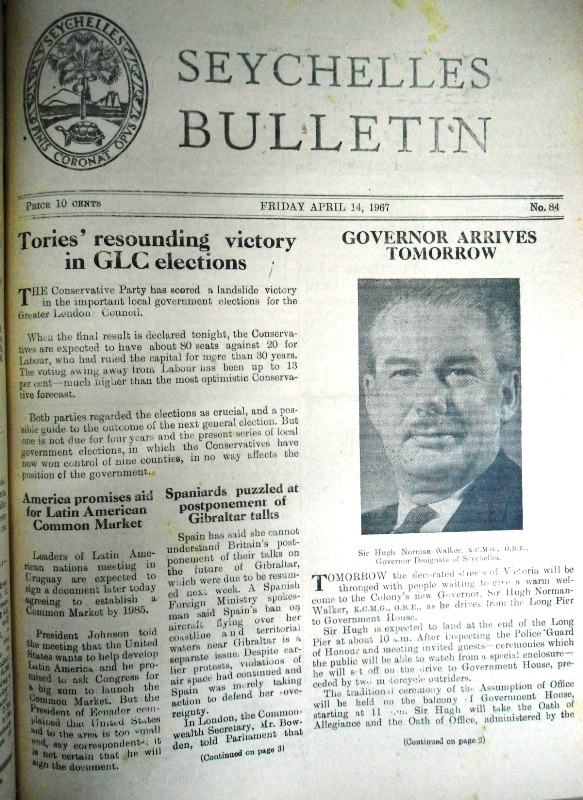 SEYCHELLES
FINIS CORONAT OPUS
SEYCHELLES
BULLETIN
PRICE 10 CENTS
FRIDAY APRIL 14, 1967
No. 84
Tories' resounding victory
in GLC elections
THE Conservative Party has scored a landslide victory
in the important local government elections for the
Greater London Council.
When the final result is declared tonight, the Conserva-
tives are expected to have about 80 seats against 20 for
Labour, who had ruled the capital for more than 30 years.
The voting swing away from Labour has been up to 13
per cent—much higher than the most optimistic Conserva-
tive forecast.
Both parties regarded the elections as crucial, and a pos-
sible guide to the outcome of the next general election. But
one is not due for four years and the present series of local
government elections, in which the Conservatives have
now won control of nine counties, in no way affects the
position of the government.
America promises aid
for Latin American
Common Market
Leaders of Latin Ame-
rican nations meeting in
Uruguay are expected to
sign a document later today
agreeing to establish a
Common Market by 1985.
President Johnson told
the meeting that the United
States wants to help develop
Latin America and he pro-
mised to ask Congress for
a big sum to launch the
Common Market. But the
President of Ecuador com-
plained that United States
aid to the area is too small
and, say correspondents, it
is not certain that he will
sign the document.
Spaniards puzzled at
postponement of
Gibraltar talks
Spain has said she cannot
understand Britain's post-
ponement of their talks on
the future of Gibraltar,
which were due to be resum-
ed next week. A Spanish
Foreign Ministry spokes-
man said Spain's ban on
aircraft flying over her
coastline and territorial
waters near Gibraltar is a
separate issue. Despite ear-
lier protests, violations of
air space had continued and
Spain was merely taking
action to defend her sove-
reignty.
In London, the Common-
wealth Secretary, Mr. Bow-
den, told Parliament that
(Continued on page 3)
GOVERNOR ARRIVES
TOMORROW
Sir Hugh Norman-Walker, K.C.M.G., O.B.E.,
Governor Designate of Seychelles.
TOMORROW the decorated streets of Victoria will be
thronged with people waiting to give a warm wel-
come to the Colony's new Governor, Sir Hugh Norman-
Walker, K.C.M.G., O.B.E., as he drives from the Long Pier
to Government House.
Sir Hugh is expected to land at the end of the Long
Pier at about 10 a.m. After inspecting the Police Guard
of Honour and meeting invited guests—ceremonies which
the public will be able to watch from a special enclosure—
he will set off on the drive to Government House, pre-
ceded by two motorcycle outriders.
The traditional ceremony of the Assumption of Office
will be held on the balcony of Government House,
starting at 11 Sir Hugh will take the Oath of
Allegiance and the Oath of Office, administered by the
(Continued on page 2)